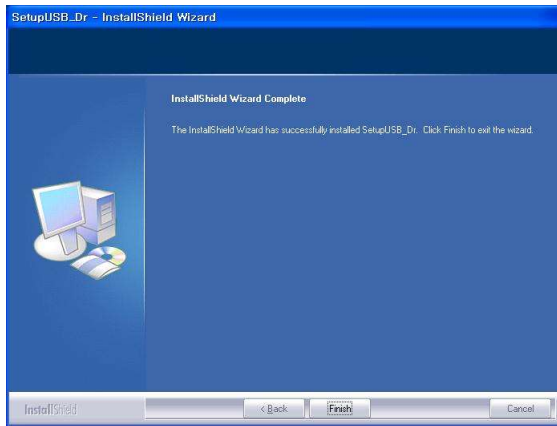 SetupUSB_Dr - InstallShield Wizard
InstallShield Wizard Complete
The InstallShield Wizard has successfully installed SetupUSB_Dr. Click Finish to exit the wizard.
InstallShield
< Back
Finish
Cancel